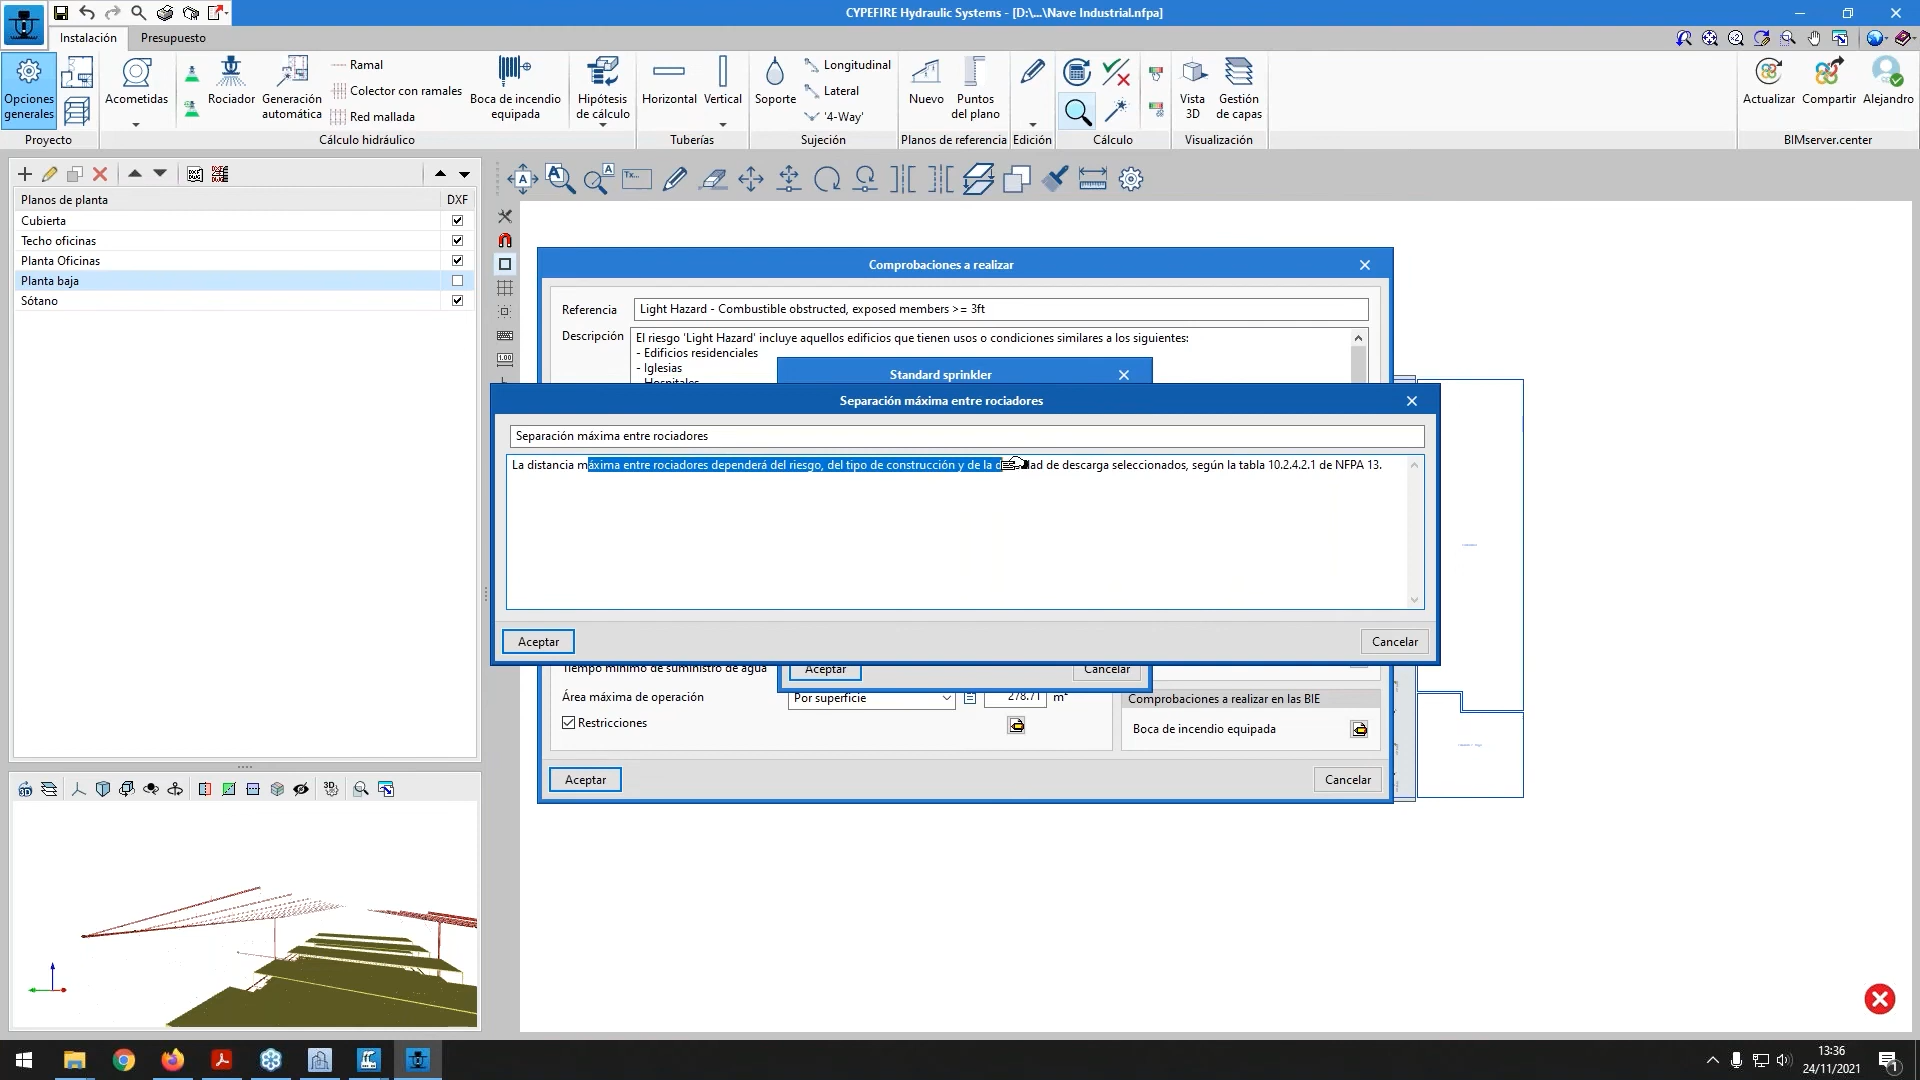 CYPEFIRE Hydraulic Systems - [D:\...\Nave Industrial.nfpa]
Instalación
Presupuesto
Opciones generales
Acometidas
Rociador
Generación automática
Ramal
Colector con ramales
Red mallada
Boca de incendio equipada
Hipótesis de cálculo
Horizontal
Vertical
Soporte
Longitudinal
Lateral
'4-Way'
Nuevo
Puntos del plano
Vista 3D
Gestión de capas
Actualizar
Compartir
Alejandro
Proyecto
Cálculo hidráulico
Tuberías
Sujeción
Planos de referencia
Edición
Cálculo
Visualización
BIMserver.center
Planos de planta
DXF
Cubierta
Techo oficinas
Planta Oficinas
Planta baja
Sótano
Comprobaciones a realizar
Referencia
Light Hazard - Combustible obstructed, exposed members >= 3ft
Descripción
El riesgo 'Light Hazard' incluye aquellos edificios que tienen usos o condiciones similares a los siguientes:
- Edificios residenciales
- Iglesias
- Hospitales
Standard sprinkler
Separación máxima entre rociadores
Separación máxima entre rociadores
La distancia máxima entre rociadores dependerá del riesgo, del tipo de construcción y de la d ad de descarga seleccionados, según la tabla 10.2.4.2.1 de NFPA 13.
Aceptar
Cancelar
Tiempo mínimo de suministro de agua
Aceptar
Cancelar
Área máxima de operación
Por superficie
278.71
m²
Restricciones
Comprobaciones a realizar en las BIE
Boca de incendio equipada
Aceptar
Cancelar
13:36
24/11/2021